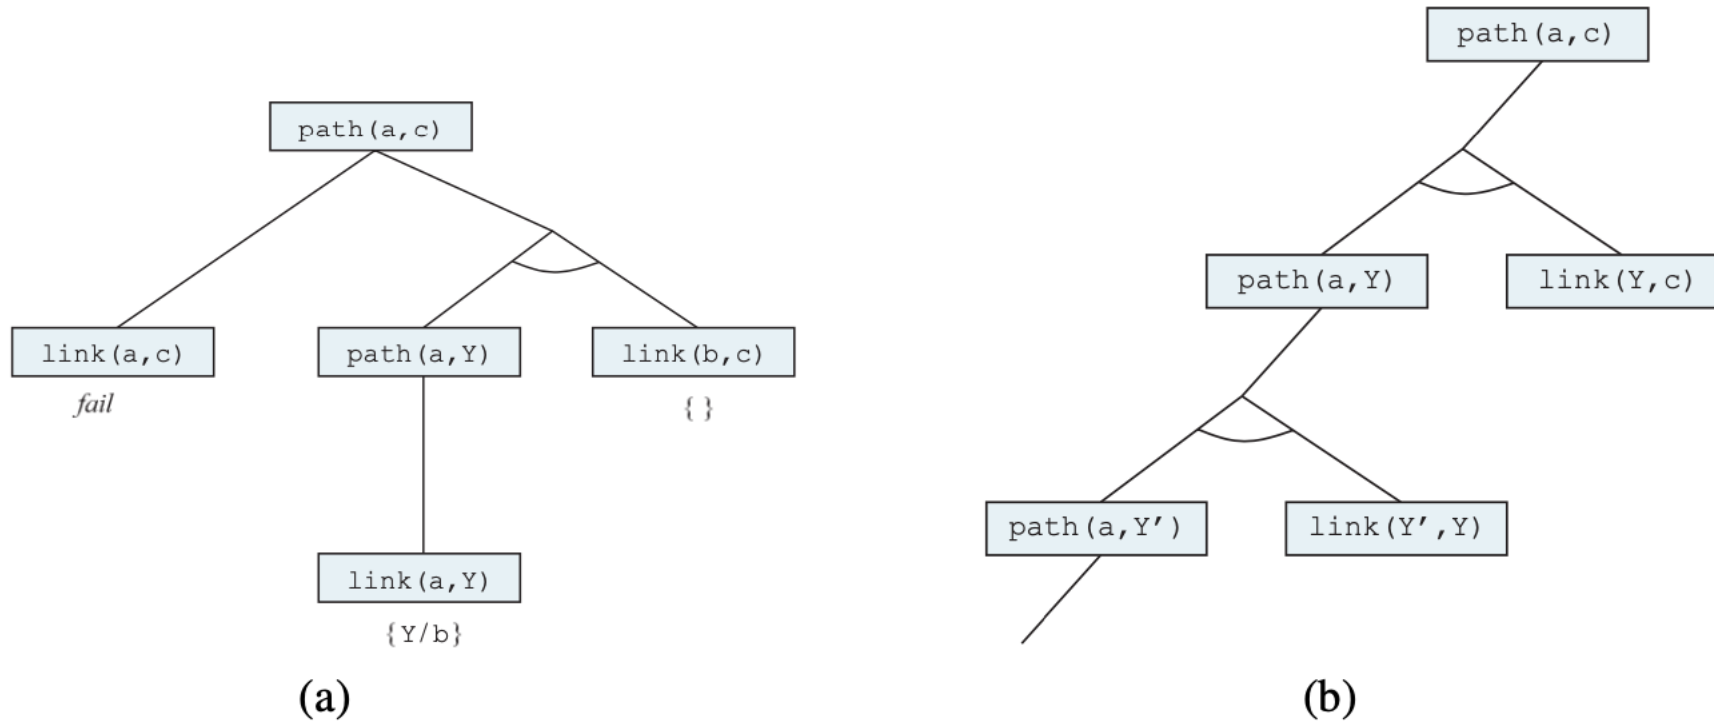 path(a,c)
link(a,c)
path(a,Y)
link(b,c)
fail
{ }
link(a,Y)
{Y/b}
(a)
path(a,c)
path(a,Y)
link(Y,c)
path(a,Y′)
link(Y′,Y)
(b)